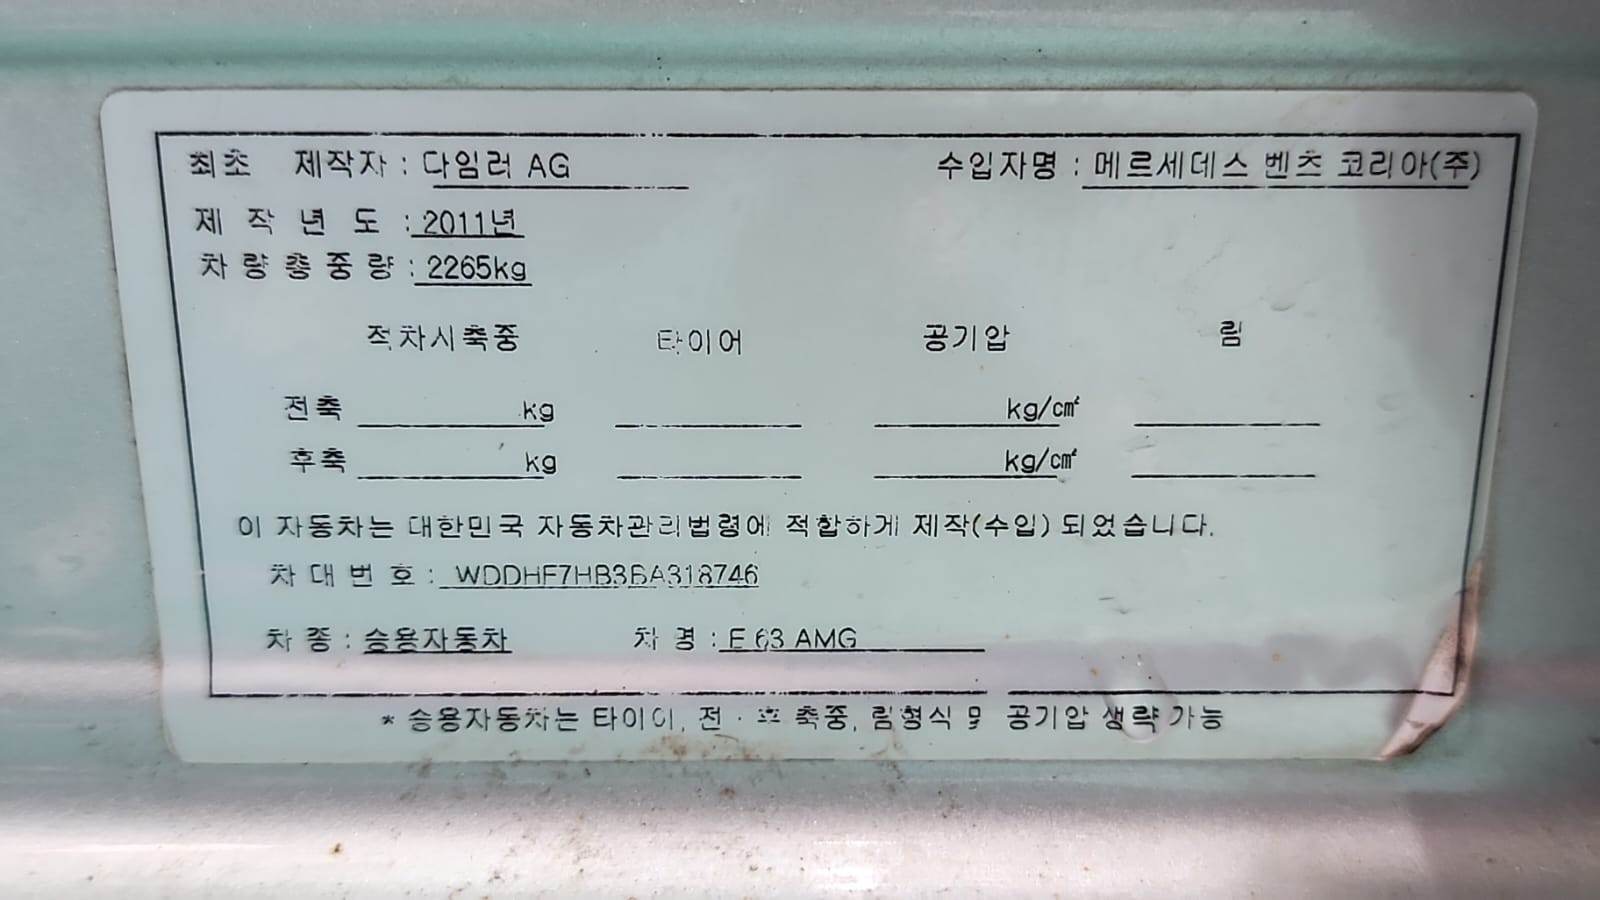 최초 제작자 : 다임러 AG 수입자명 : 메르세데스 벤츠 코리아(주)
제 작 년 도 : 2011년
차 량 총 중 량 : 2265kg
적차시축중 타이어 공기압 림
전축 kg kg/㎠
후축 kg kg/㎠
이 자동차는 대한민국 자동차관리법령에 적합하게 제작(수입) 되었습니다.
차 대 번 호 : WDDHF7HB3BA318746
차 종 : 승용자동차 차 명 : E 63 AMG
* 승용자동차는 타이어, 전 · 후 축중, 림형식 및 공기압 생략 가능